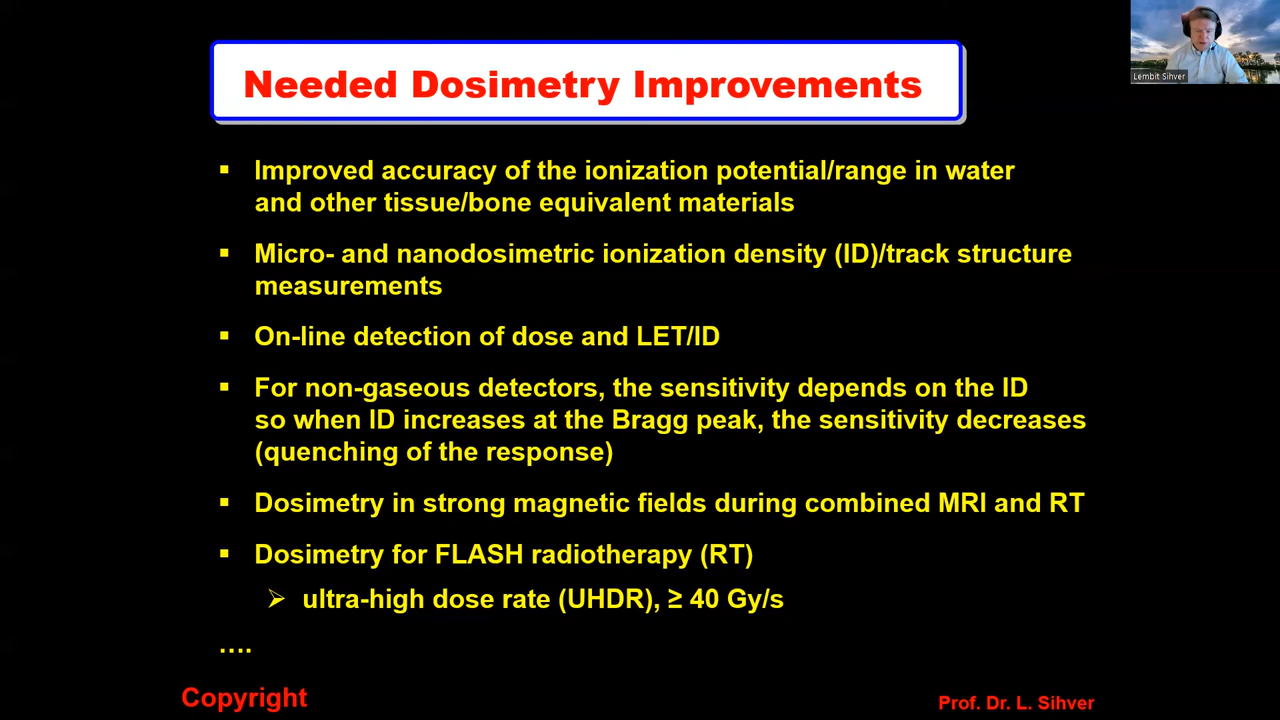 Needed Dosimetry Improvements
Lembit Sihver
▪ Improved accuracy of the ionization potential/range in water
and other tissue/bone equivalent materials
▪ Micro- and nanodosimetric ionization density (ID)/track structure
measurements
▪ On-line detection of dose and LET/ID
▪ For non-gaseous detectors, the sensitivity depends on the ID
so when ID increases at the Bragg peak, the sensitivity decreases
(quenching of the response)
▪ Dosimetry in strong magnetic fields during combined MRI and RT
▪ Dosimetry for FLASH radiotherapy (RT)
➢ ultra-high dose rate (UHDR), ≥ 40 Gy/s
....
Copyright
Prof. Dr. L. Sihver